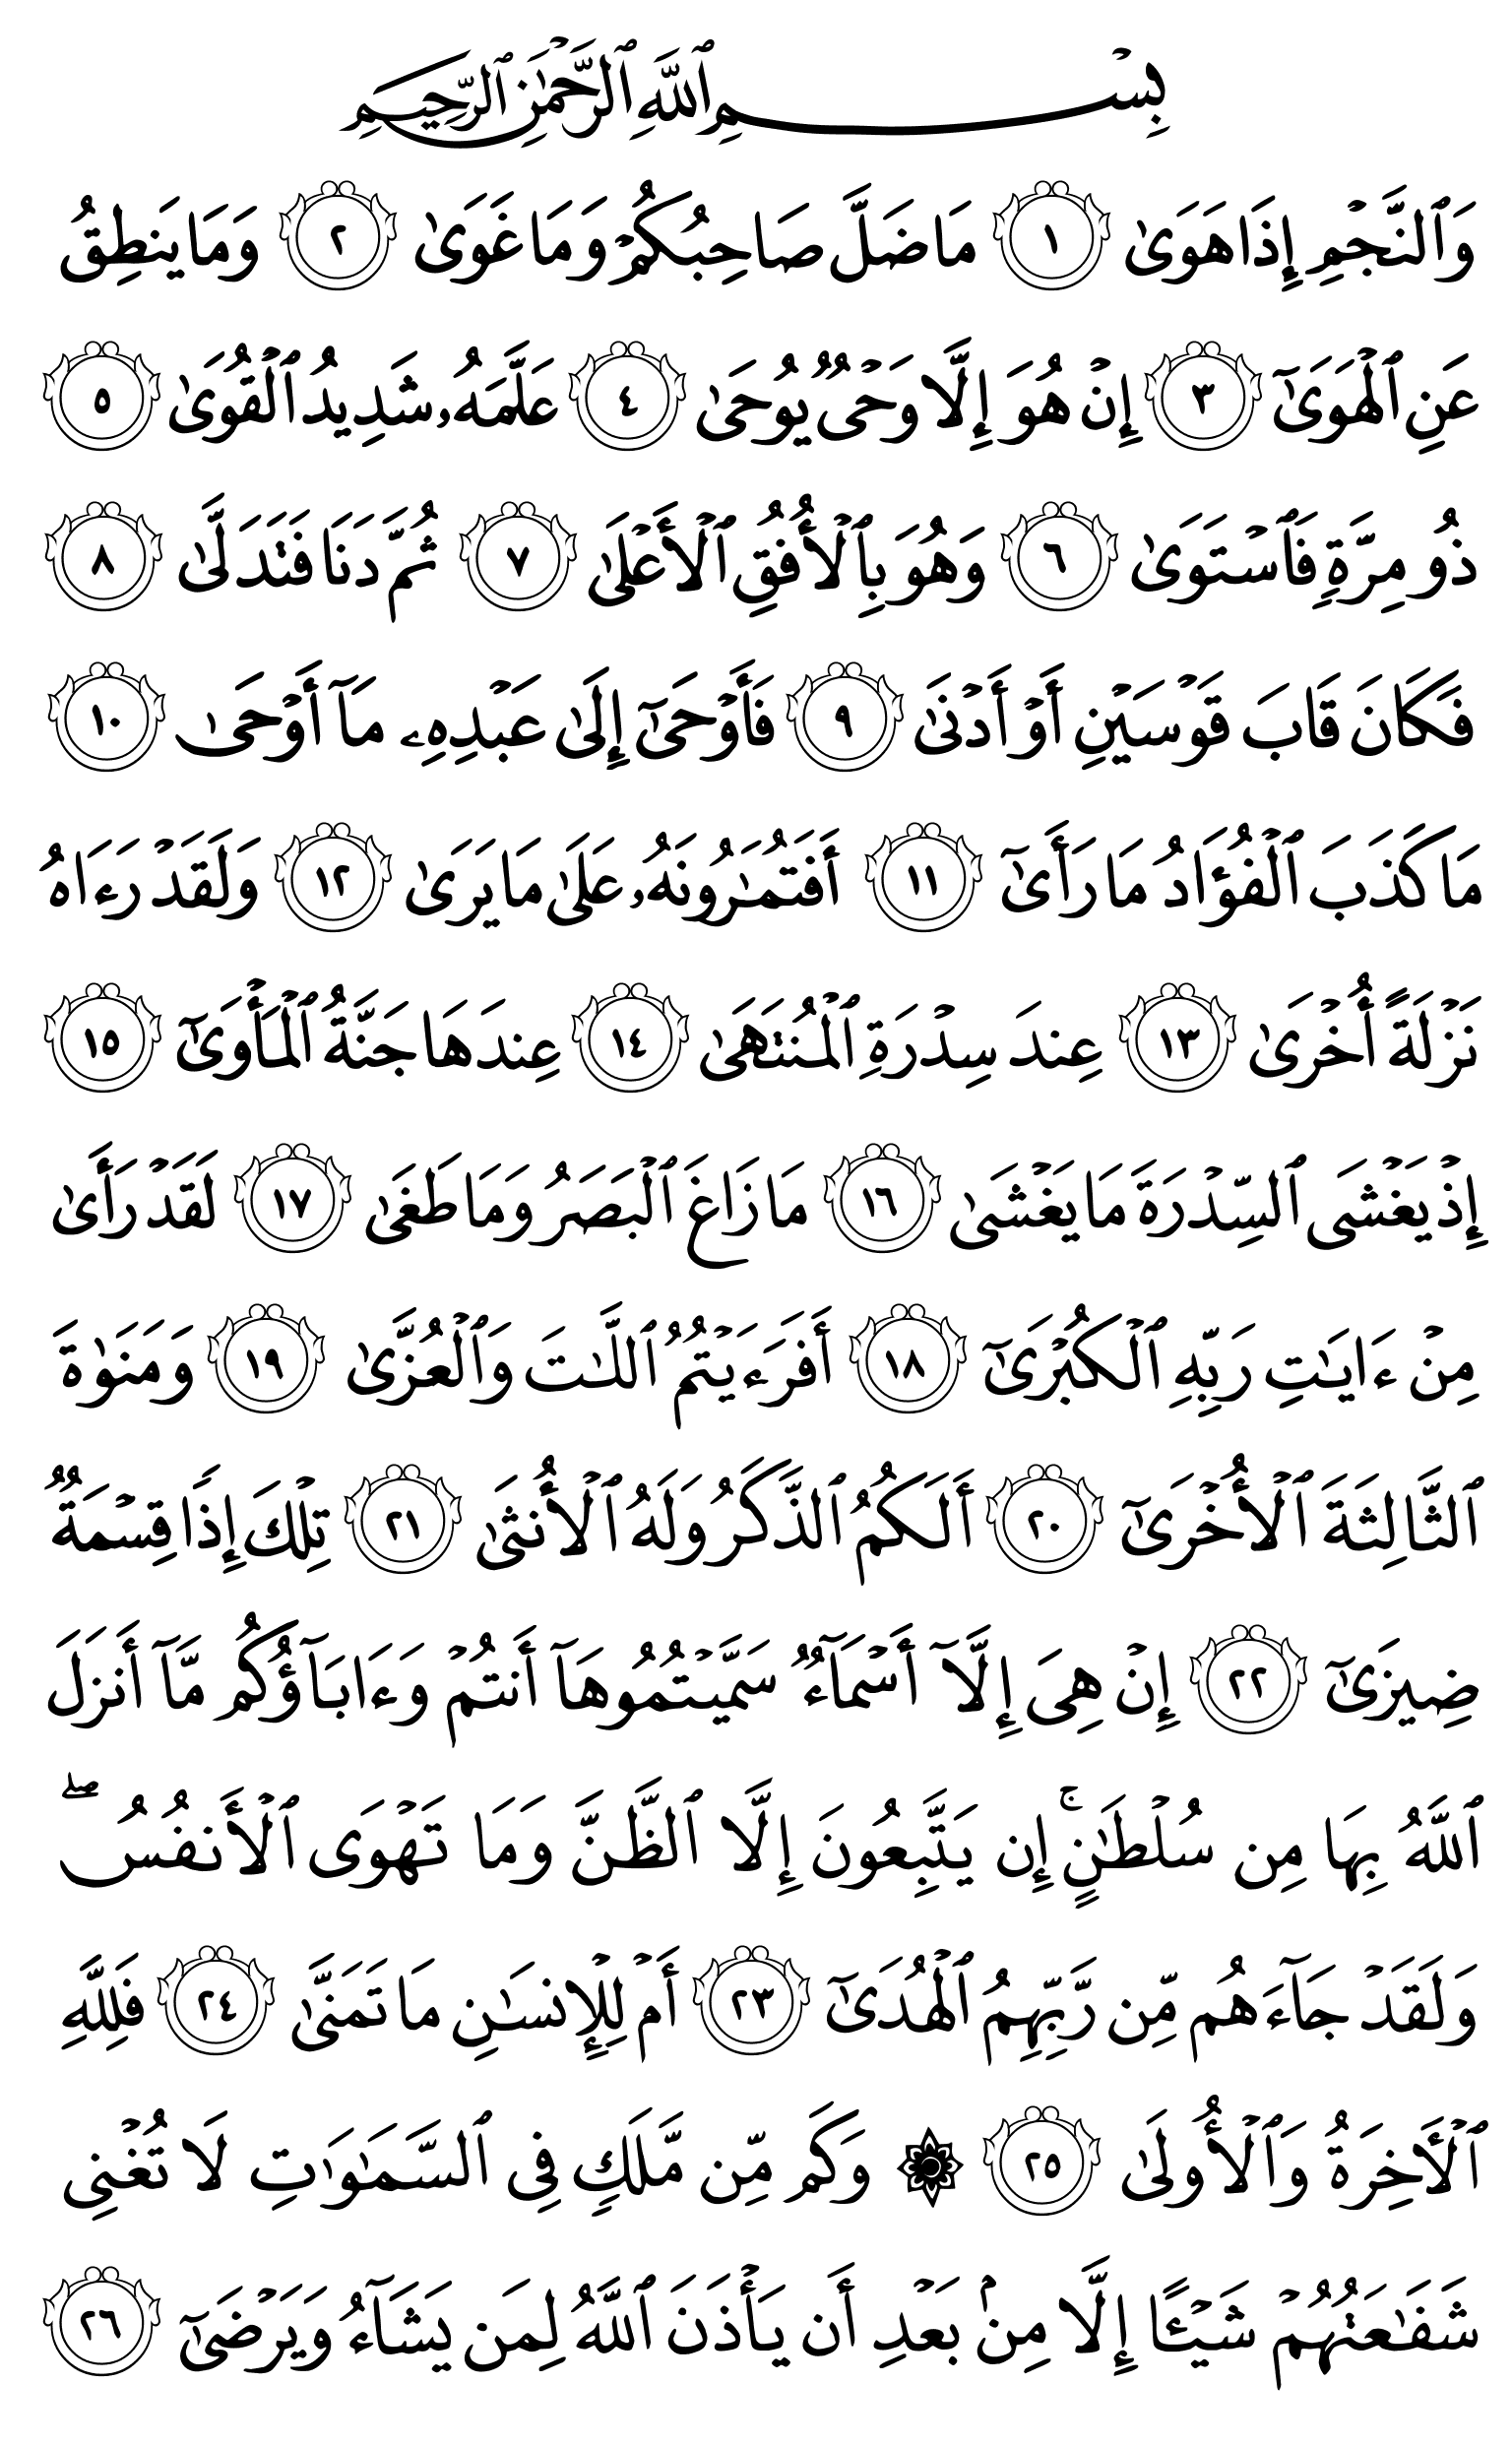 بِسْمِ ٱللَّهِ ٱلرَّحْمَٰنِ ٱلرَّحِيمِ
وَٱلنَّجْمِ إِذَا هَوَىٰ ١ مَا ضَلَّ صَاحِبُكُمْ وَمَا غَوَىٰ ٢ وَمَا يَنطِقُ
عَنِ ٱلْهَوَىٰٓ ٣ إِنْ هُوَ إِلَّا وَحْىٌ يُوحَىٰ ٤ عَلَّمَهُۥ شَدِيدُ ٱلْقُوَىٰ ٥
ذُو مِرَّةٍ فَٱسْتَوَىٰ ٦ وَهُوَ بِٱلْأُفُقِ ٱلْأَعْلَىٰ ٧ ثُمَّ دَنَا فَتَدَلَّىٰ ٨
فَكَانَ قَابَ قَوْسَيْنِ أَوْ أَدْنَىٰ ٩ فَأَوْحَىٰٓ إِلَىٰ عَبْدِهِۦ مَآ أَوْحَىٰ ١٠
مَا كَذَبَ ٱلْفُؤَادُ مَا رَأَىٰٓ ١١ أَفَتُمَـٰرُونَهُۥ عَلَىٰ مَا يَرَىٰ ١٢ وَلَقَدْ رَءَاهُ
نَزْلَةً أُخْرَىٰ ١٣ عِندَ سِدْرَةِ ٱلْمُنتَهَىٰ ١٤ عِندَهَا جَنَّةُ ٱلْمَأْوَىٰٓ ١٥
إِذْ يَغْشَى ٱلسِّدْرَةَ مَا يَغْشَىٰ ١٦ مَا زَاغَ ٱلْبَصَرُ وَمَا طَغَىٰ ١٧ لَقَدْ رَأَىٰ
مِنْ ءَايَـٰتِ رَبِّهِ ٱلْكُبْرَىٰٓ ١٨ أَفَرَءَيْتُمُ ٱللَّـٰتَ وَٱلْعُزَّىٰ ١٩ وَمَنَوٰةَ
ٱلثَّالِثَةَ ٱلْأُخْرَىٰٓ ٢٠ أَلَكُمُ ٱلذَّكَرُ وَلَهُ ٱلْأُنثَىٰ ٢١ تِلْكَ إِذًا قِسْمَةٌ
ضِيزَىٰٓ ٢٢ إِنْ هِىَ إِلَّآ أَسْمَآءٌ سَمَّيْتُمُوهَآ أَنتُمْ وَءَابَآؤُكُم مَّآ أَنزَلَ
ٱللَّهُ بِهَا مِن سُلْطَـٰنٍ ۚ إِن يَتَّبِعُونَ إِلَّا ٱلظَّنَّ وَمَا تَهْوَى ٱلْأَنفُسُ ۖ
وَلَقَدْ جَآءَهُم مِّن رَّبِّهِمُ ٱلْهُدَىٰٓ ٢٣ أَمْ لِلْإِنسَـٰنِ مَا تَمَنَّىٰ ٢٤ فَلِلَّهِ
ٱلْـَٔاخِرَةُ وَٱلْأُولَىٰ ٢٥ ۞ وَكَم مِّن مَّلَكٍ فِى ٱلسَّمَـٰوَٰتِ لَا تُغْنِى
شَفَـٰعَتُهُمْ شَيْـًٔا إِلَّا مِنۢ بَعْدِ أَن يَأْذَنَ ٱللَّهُ لِمَن يَشَآءُ وَيَرْضَىٰٓ ٢٦